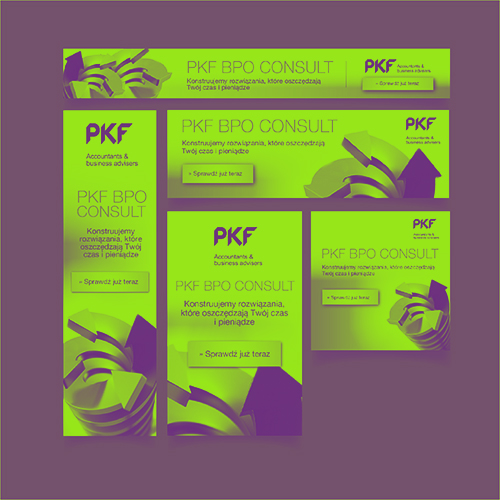 PKF BPO CONSULT
Konstruujemy rozwiązania, które oszczędzają
Twój czas i pieniądze
PKF
Accountants &
business advisers
» Sprawdź już teraz
PKF
Accountants &
business advisers
PKF BPO
CONSULT
Konstruujemy
rozwiązania, które
oszczędzają Twój
czas i pieniądze
» Sprawdź już teraz
PKF BPO CONSULT
Konstruujemy rozwiązania, które oszczędzają
Twój czas i pieniądze
» Sprawdź już teraz
PKF
Accountants &
business advisers
PKF
Accountants &
business advisers
PKF BPO CONSULT
Konstruujemy rozwiązania,
które oszczędzają Twój czas
i pieniądze
» Sprawdź już teraz
PKF
Accountants &
business advisers
PKF BPO CONSULT
Konstruujemy rozwiązania, które oszczędzają
Twój czas i pieniądze
» Sprawdź już teraz